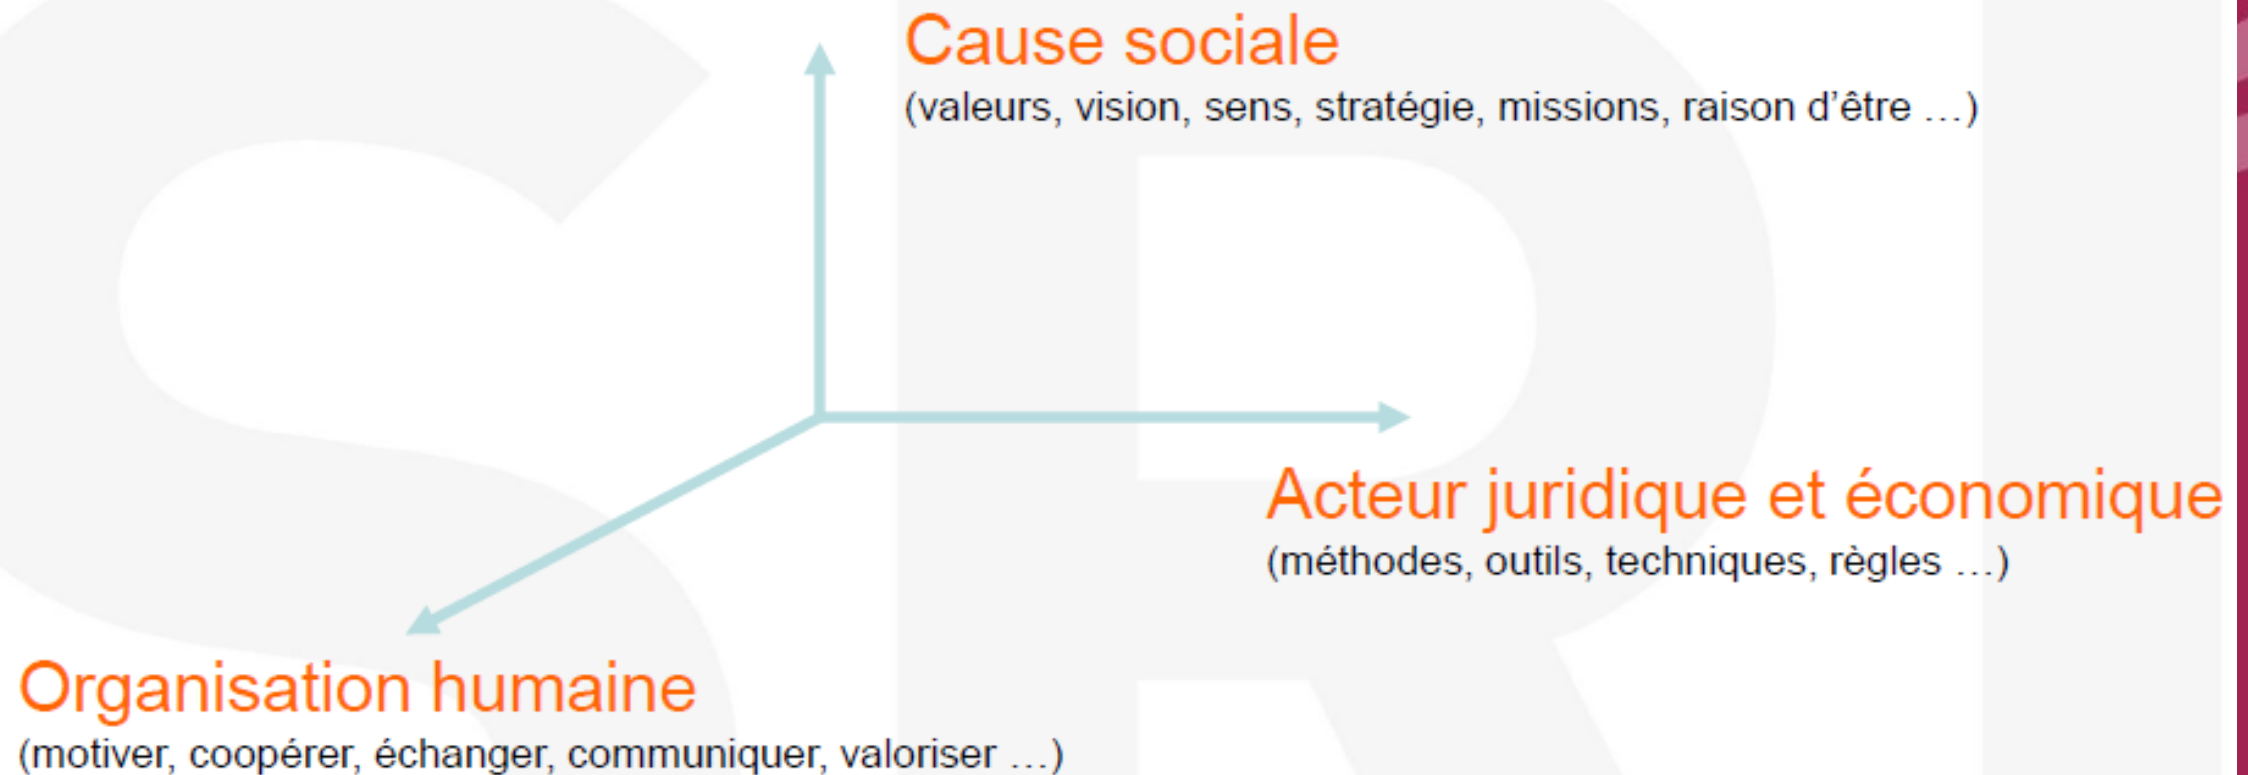 Cause sociale
(valeurs, vision, sens, stratégie, missions, raison d'être …)
Acteur juridique et économique
(méthodes, outils, techniques, règles …)
Organisation humaine
(motiver, coopérer, échanger, communiquer, valoriser …)
SRI